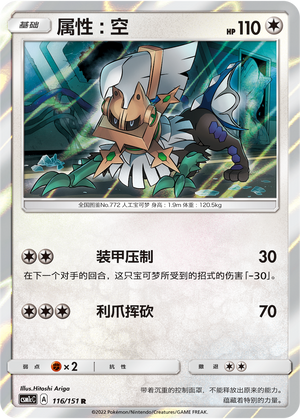 基础 属性：空 HP 110
全国图鉴No.772 人工宝可梦 身高：1.9m 体重：120.5kg
装甲压制 30
在下一个对手的回合，这只宝可梦所受到的招式的伤害「-30」。
利爪挥砍 70
弱点 ×2 抗性 撤退
Illus.Hitoshi Ariga
CSM1cC A 116/151 R
带着沉重的控制面罩，不能释放出原来的能力。
蕴藏着特别的力量。
©2022 Pokémon/Nintendo/Creatures/GAME FREAK.